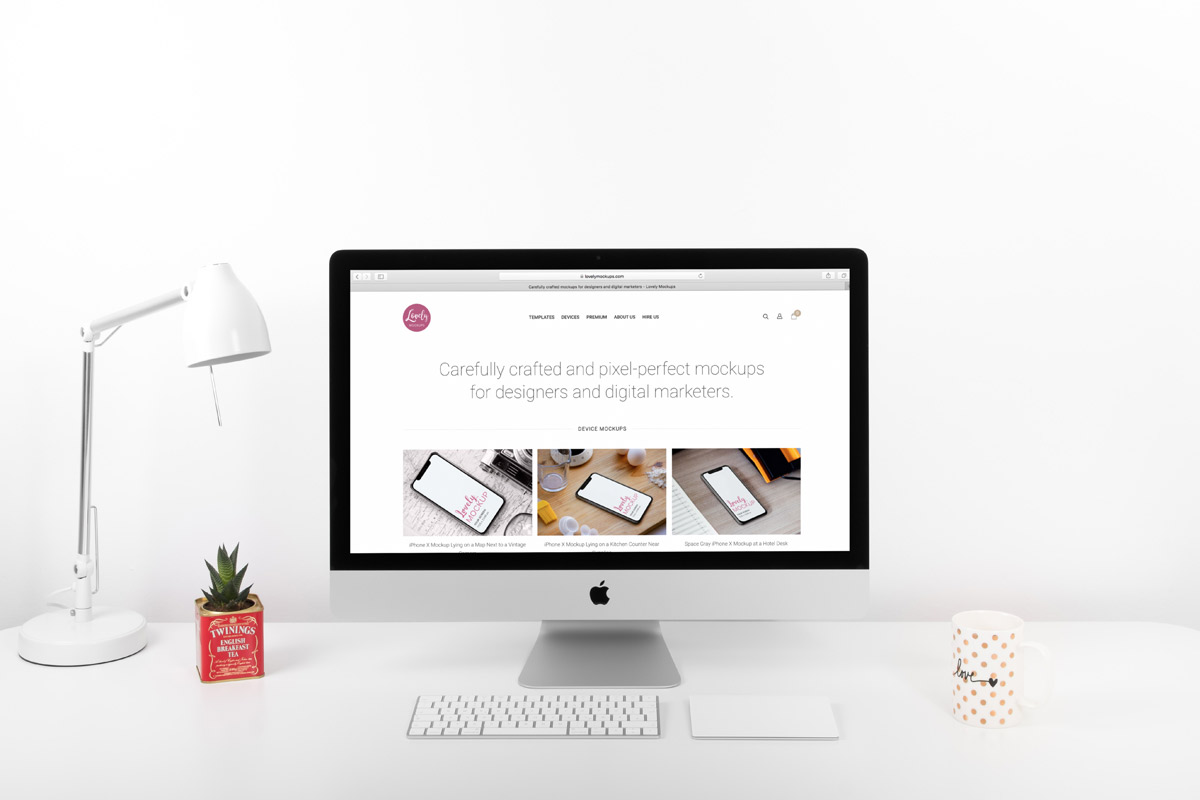 lovelymockups.com
Carefully crafted mockups for designers and digital marketers - Lovely Mockups
Lovely
MOCKUPS
TEMPLATES DEVICES PREMIUM ABOUT US HIRE US
Carefully crafted and pixel-perfect mockups
for designers and digital marketers.
DEVICE MOCKUPS
Lovely
MOCKUP
Lovely
MOCKUP
Lovely
MOCKUP
iPhone X Mockup Lying on a Map Next to a Vintage
iPhone X Mockup Lying on a Kitchen Counter Near
Space Gray iPhone X Mockup at a Hotel Desk
TWININGS
ENGLISH
BREAKFAST
TEA
love